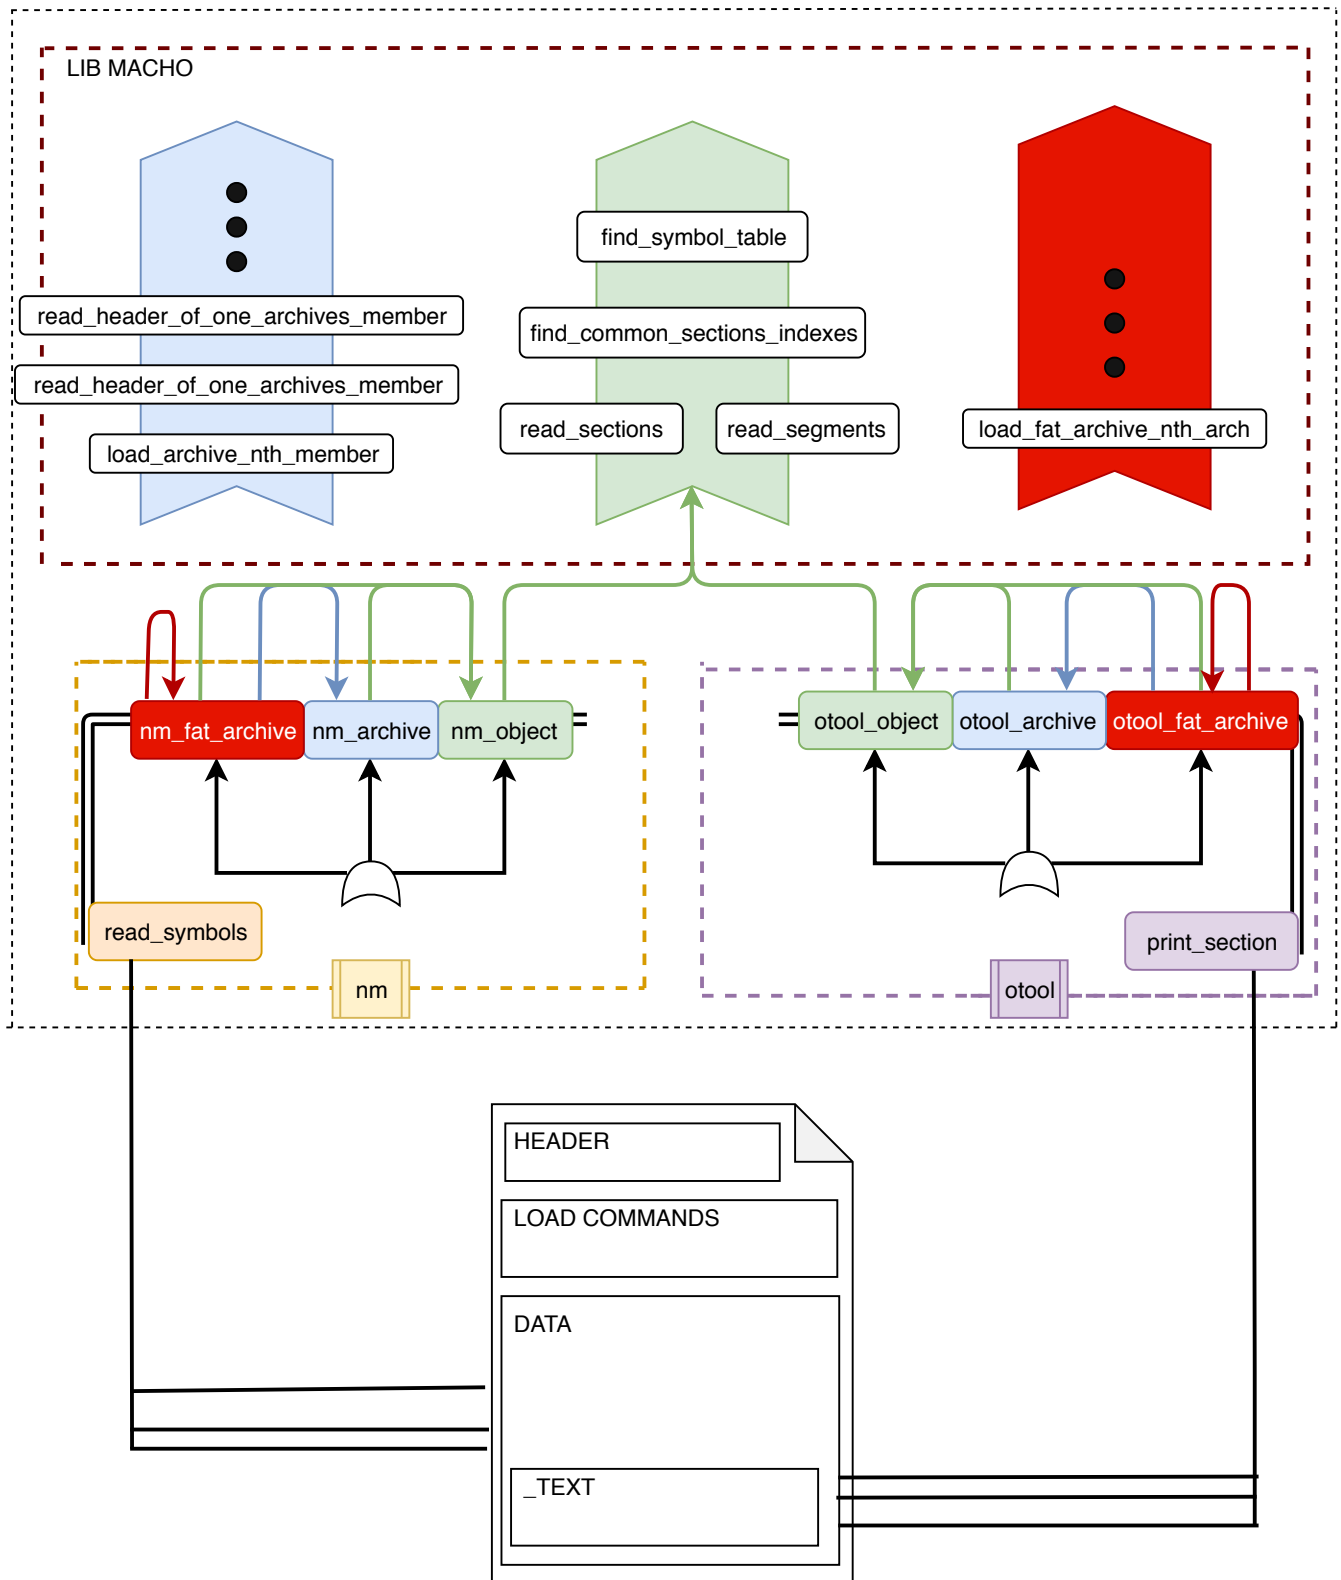 LIB MACHO
find_symbol_table
read_header_of_one_archives_member
find_common_sections_indexes
read_header_of_one_archives_member
read_sections
read_segments
load_fat_archive_nth_arch
load_archive_nth_member
nm_fat_archive
nm_archive
nm_object
otool_object
otool_archive
otool_fat_archive
read_symbols
print_section
nm
otool
HEADER
LOAD COMMANDS
DATA
_TEXT